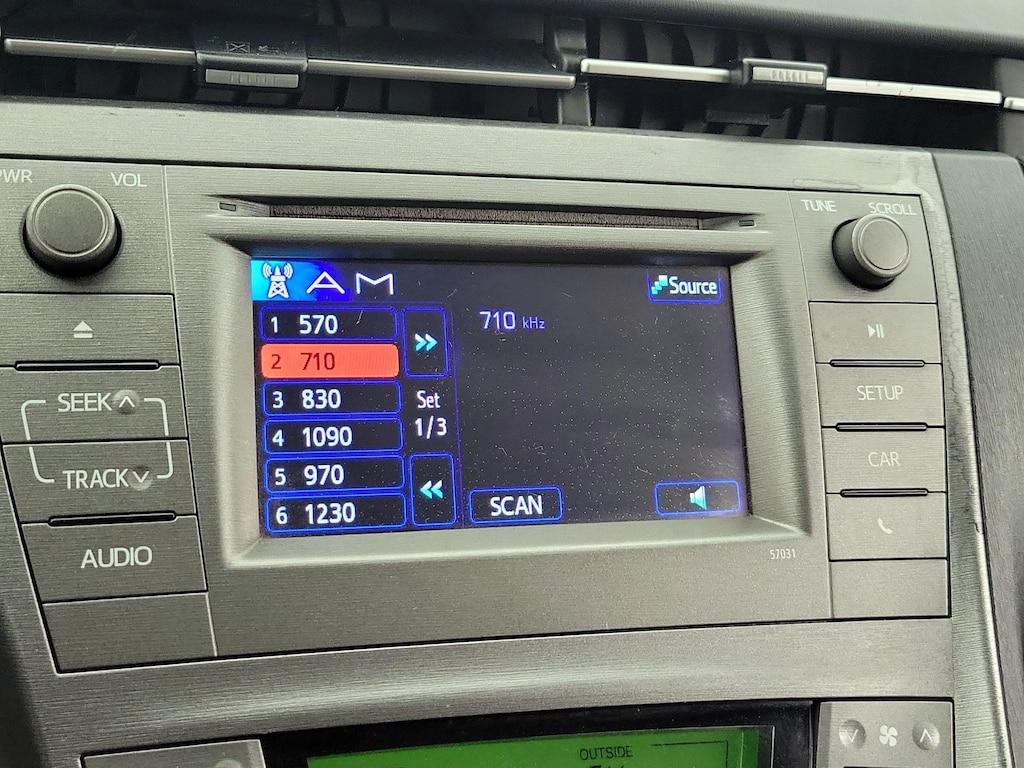 PWR VOL
TUNE SCROLL
AM
Source
1 570
710 kHz
2 710
3 830
Set
1/3
4 1090
5 970
6 1230
SCAN
SEEK
TRACK
AUDIO
SETUP
CAR
57031
OUTSIDE